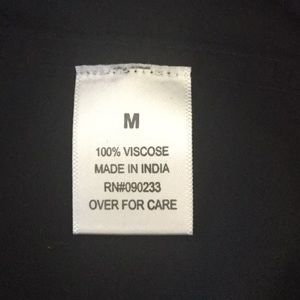 M
100% VISCOSE
MADE IN INDIA
RN#090233
OVER FOR CARE